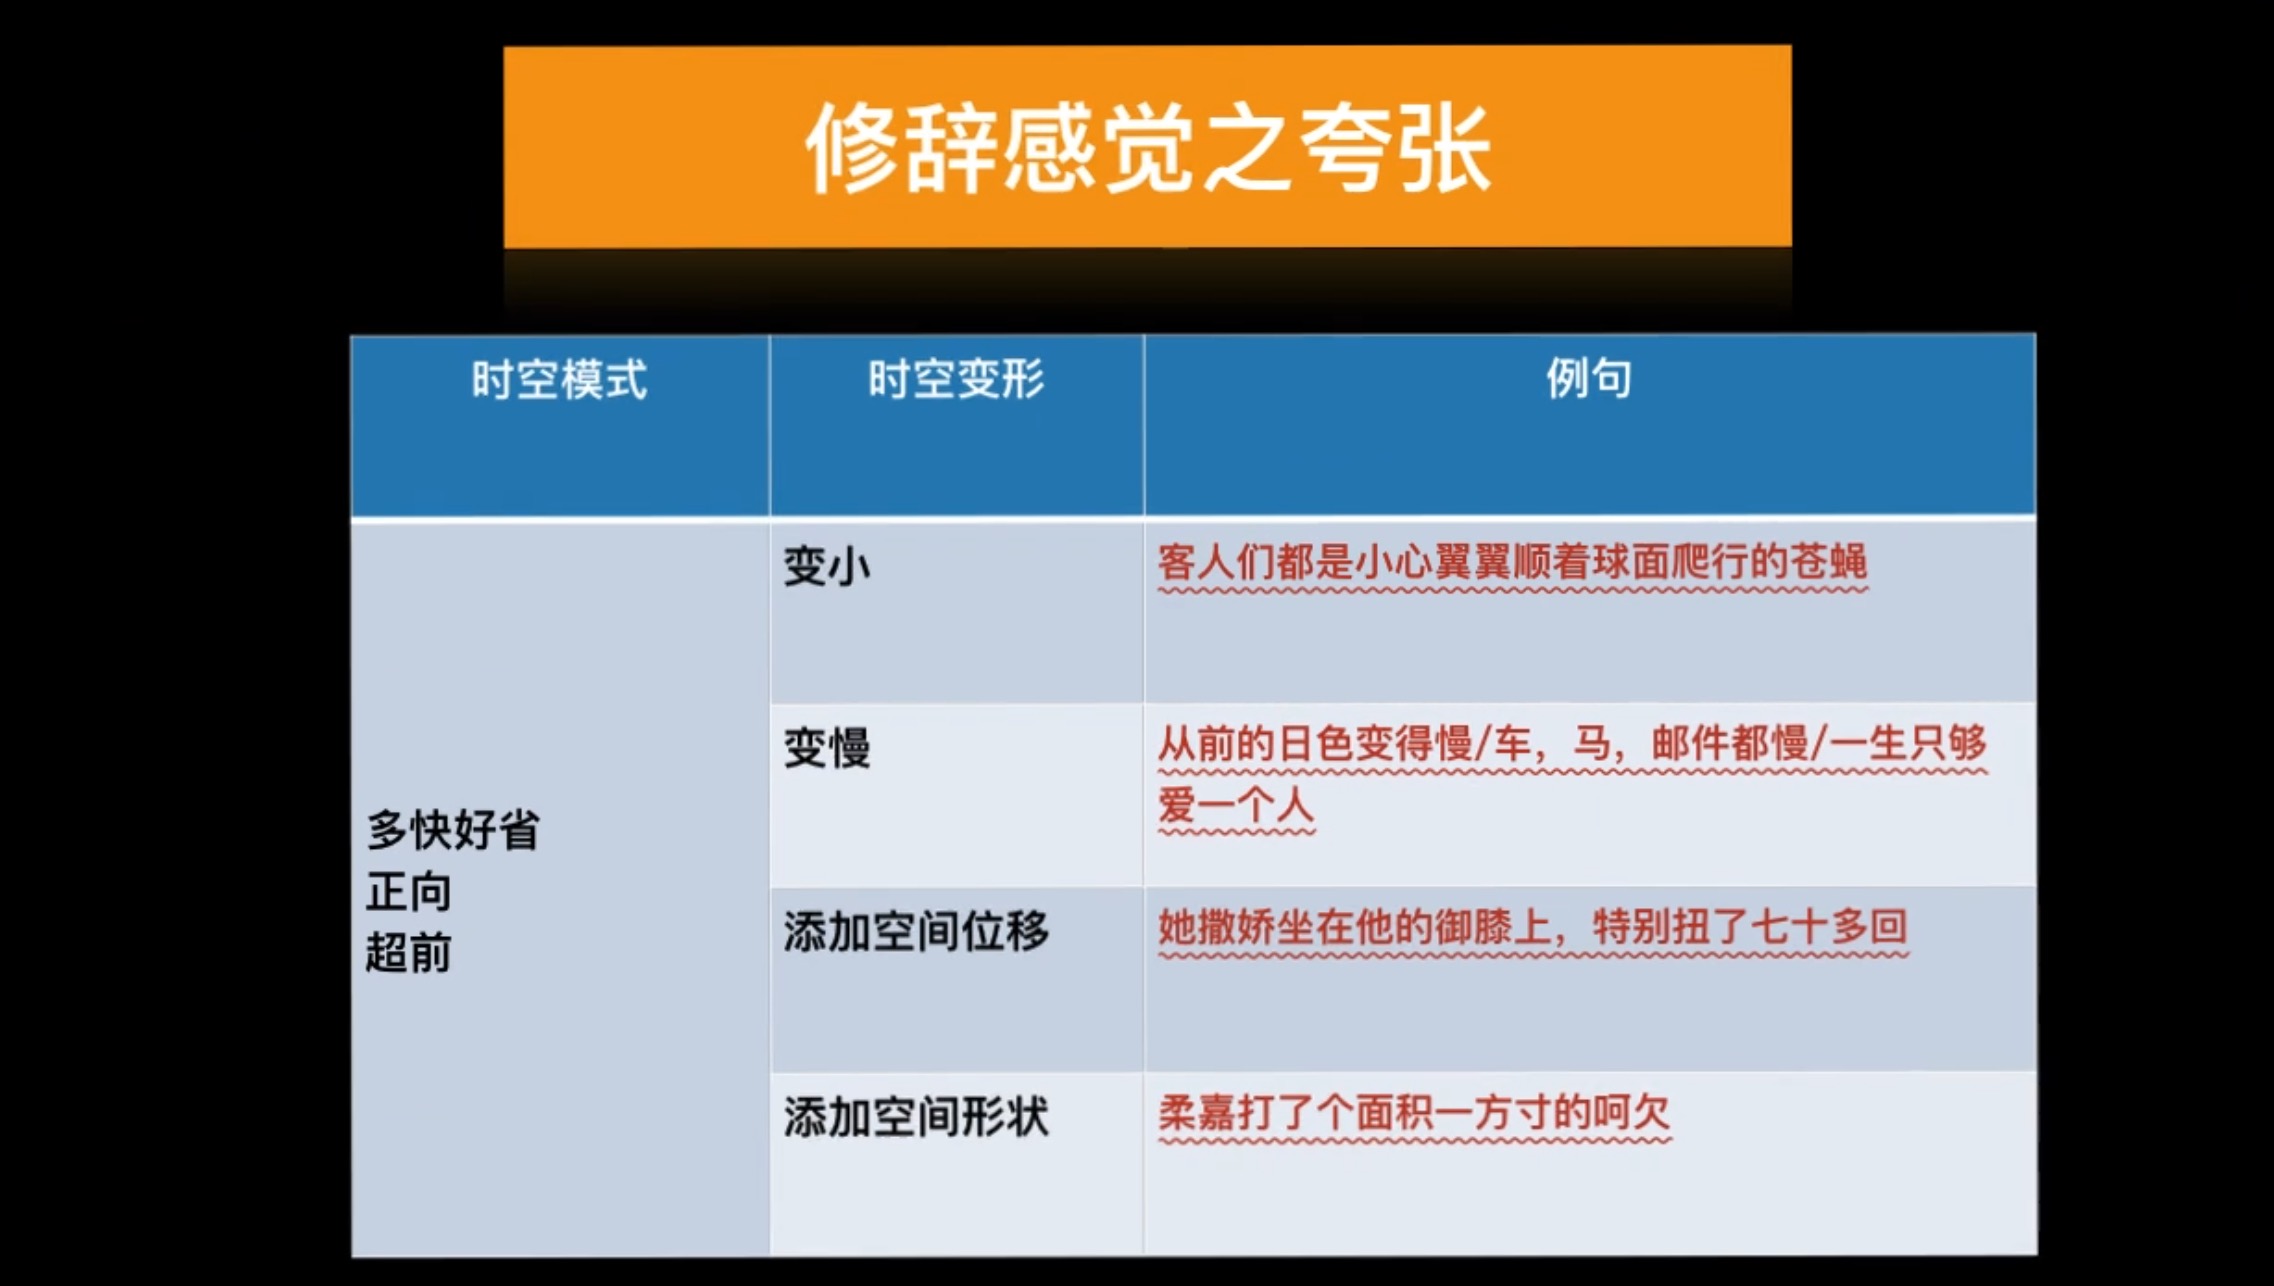 修辞感觉之夸张
时空模式
时空变形
例句
多快好省
正向
超前
变小
客人们都是小心翼翼顺着球面爬行的苍蝇
变慢
从前的日色变得慢/车，马，邮件都慢/一生只够
爱一个人
添加空间位移
她撒娇坐在他的御膝上，特别扭了七十多回
添加空间形状
柔嘉打了个面积一方寸的呵欠